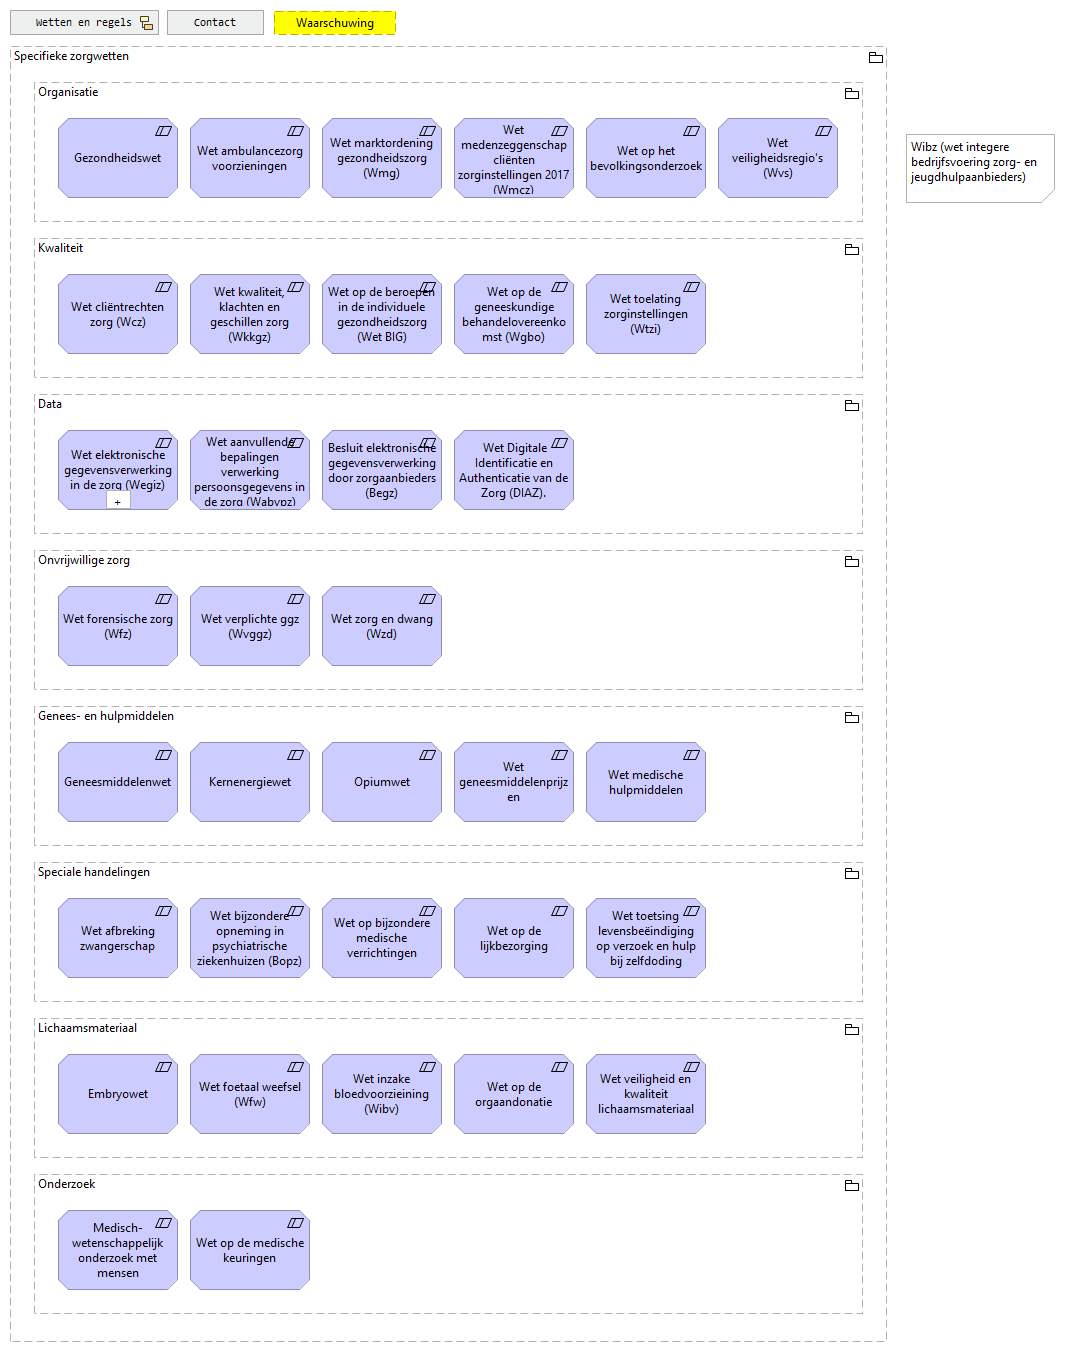 Wetten en regels
Contact
Waarschuwing
Specifieke zorgwetten
Organisatie
Gezondheidswet
Wet ambulancezorg
voorzieningen
Wet marktordening
gezondheidszorg
(Wmg)
Wet
medenzeggenschap
cliënten
zorginstellingen 2017
(Wmcz)
Wet op het
bevolkingsonderzoek
Wet
veiligheidsregio's
(Wvs)
Wibz (wet integere
bedrijfsvoering zorg- en
jeugdhulpaanbieders)
Kwaliteit
Wet cliëntrechten
zorg (Wcz)
Wet kwaliteit,
klachten en
geschillen zorg
(Wkkgz)
Wet op de beroepen
in de individuele
gezondheidszorg
(Wet BIG)
Wet op de
geneeskundige
behandelovereenko
mst (Wgbo)
Wet toelating
zorginstellingen
(Wtzi)
Data
Wet elektronische
gegevensverwerking
in de zorg (Wegiz)
+
Wet aanvullende
bepalingen
verwerking
persoonsgegevens in
de zorg (Wabvpz)
Besluit elektronische
gegevensverwerking
door zorgaanbieders
(Begz)
Wet Digitale
Identificatie en
Authenticatie van de
Zorg (DIAZ).
Onvrijwillige zorg
Wet forensische zorg
(Wfz)
Wet verplichte ggz
(Wvggz)
Wet zorg en dwang
(Wzd)
Genees- en hulpmiddelen
Geneesmiddelenwet
Kernenergiewet
Opiumwet
Wet
geneesmiddelenprijz
en
Wet medische
hulpmiddelen
Speciale handelingen
Wet afbreking
zwangerschap
Wet bijzondere
opneming in
psychiatrische
ziekenhuizen (Bopz)
Wet op bijzondere
medische
verrichtingen
Wet op de
lijkbezorging
Wet toetsing
levensbeëindiging
op verzoek en hulp
bij zelfdoding
Lichaamsmateriaal
Embryowet
Wet foetaal weefsel
(Wfw)
Wet inzake
bloedvoorzieining
(Wibv)
Wet op de
orgaandonatie
Wet veiligheid en
kwaliteit
lichaamsmateriaal
Onderzoek
Medisch-
wetenschappelijk
onderzoek met
mensen
Wet op de medische
keuringen